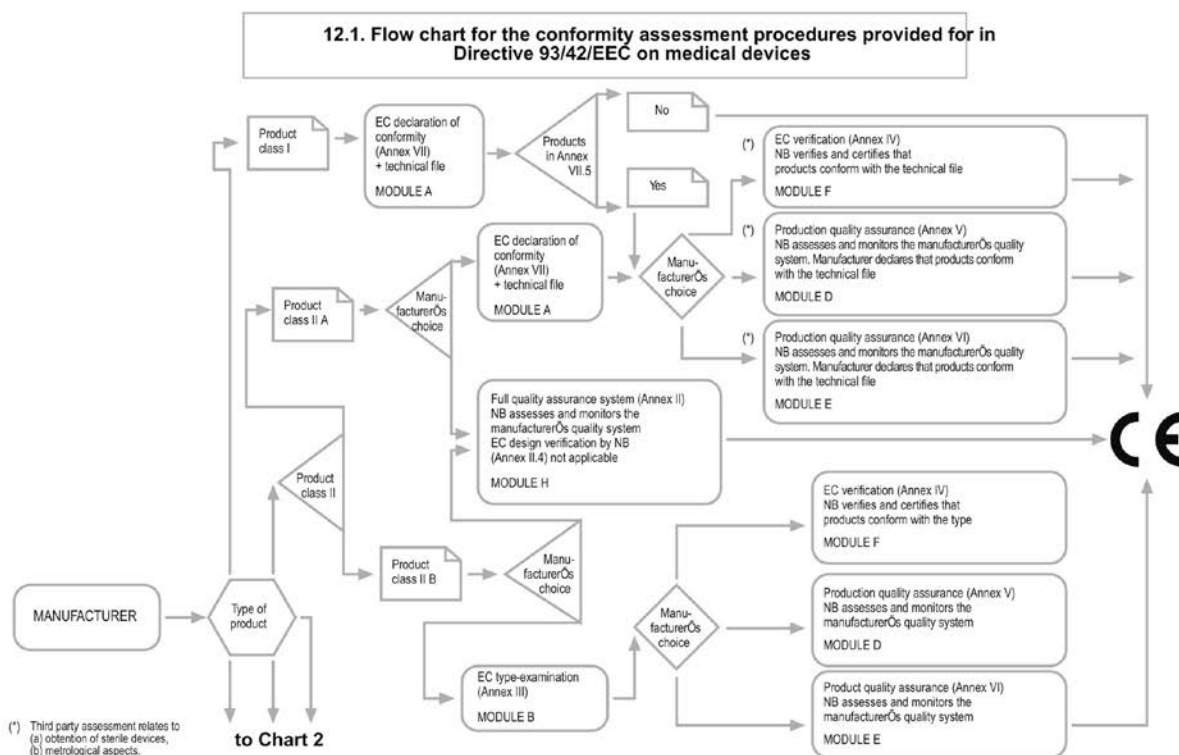 12.1. Flow chart for the conformity assessment procedures provided for in
Directive 93/42/EEC on medical devices
Product
class I
EC declaration of
conformity
(Annex VII)
+ technical file
MODULE A
Products
in Annex
VII.5
No
Yes
(*) EC verification (Annex IV)
NB verifies and certifies that
products conform with the technical file
MODULE F
Product
class II A
Manu-
facturerÕs
choice
EC declaration of
conformity
(Annex VII)
+ technical file
MODULE A
Manu-
facturerÕs
choice
(*) Production quality assurance (Annex V)
NB assesses and monitors the manufacturerÕs quality
system. Manufacturer declares that products conform
with the technical file
MODULE D
(*) Production quality assurance (Annex VI)
NB assesses and monitors the manufacturerÕs quality
system. Manufacturer declares that products conform
with the technical file
MODULE E
Full quality assurance system (Annex II)
NB assesses and monitors the
manufacturerÕs quality system
EC design verification by NB
(Annex II.4) not applicable
MODULE H
CE
Product
class II
Product
class II B
Manu-
facturerÕs
choice
EC verification (Annex IV)
NB verifies and certifies that
products conform with the type
MODULE F
MANUFACTURER
Type of
product
Manu-
facturerÕs
choice
Production quality assurance (Annex V)
NB assesses and monitors the
manufacturerÕs quality system
MODULE D
EC type-examination
(Annex III)
MODULE B
Product quality assurance (Annex VI)
NB assesses and monitors the
manufacturerÕs quality system
MODULE E
(*) Third party assessment relates to
(a) obtention of sterile devices,
(b) metrological aspects.
to Chart 2